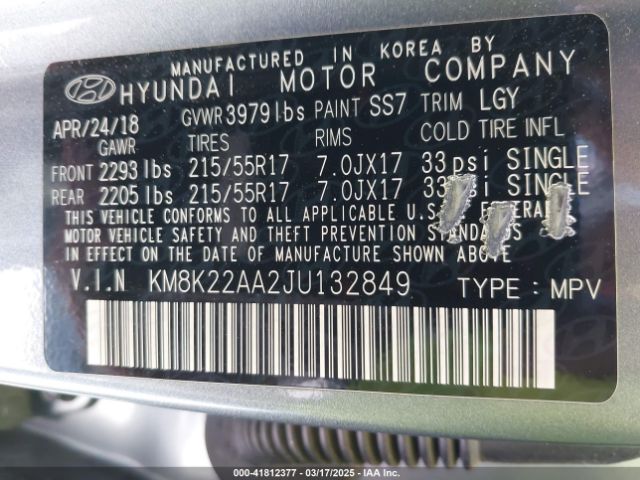 MANUFACTURED IN KOREA BY
HYUNDAI MOTOR COMPANY
APR/24/18 GVWR 3979 lbs PAINT SS7 TRIM LGY
GAWR TIRES RIMS COLD TIRE INFL
FRONT 2293 lbs 215/55R17 7.0JX17 33 psi SINGLE
REAR 2205 lbs 215/55R17 7.0JX17 33 SINGLE
THIS VEHICLE CONFORMS TO ALL APPLICABLE U.S. FEDERAL
MOTOR VEHICLE SAFETY AND THEFT PREVENTION STANDARDS
IN EFFECT ON THE DATE OF MANUFACTURE SHOWN ABOVE
V.I.N KM8K22AA2JU132849 TYPE : MPV
000-41812377 - 03/17/2025 - IAA Inc.